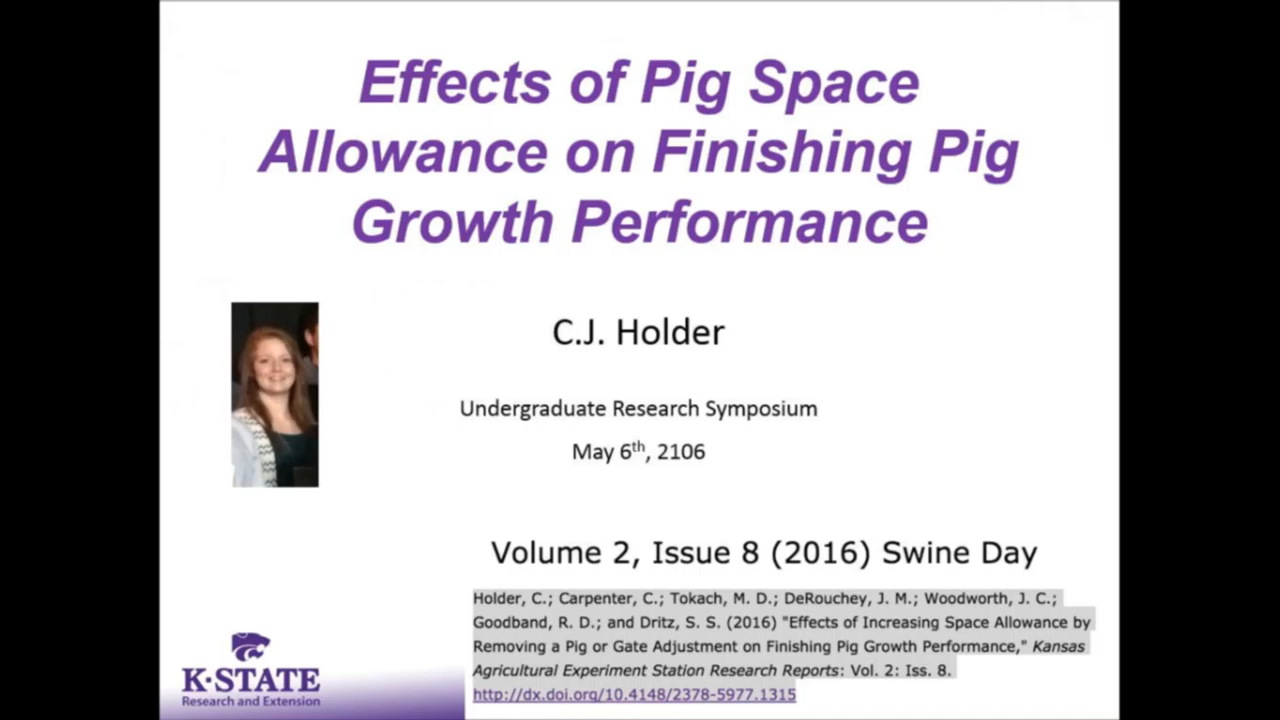 Effects of Pig Space
Allowance on Finishing Pig
Growth Performance
C.J. Holder
Undergraduate Research Symposium
May 6th, 2106
Volume 2, Issue 8 (2016) Swine Day
Holder, C.; Carpenter, C.; Tokach, M. D.; DeRouchey, J. M.; Woodworth, J. C.;
Goodband, R. D.; and Dritz, S. S. (2016) "Effects of Increasing Space Allowance by
Removing a Pig or Gate Adjustment on Finishing Pig Growth Performance," Kansas
Agricultural Experiment Station Research Reports: Vol. 2: Iss. 8.
http://dx.doi.org/10.4148/2378-5977.1315
K-STATE
Research and Extension